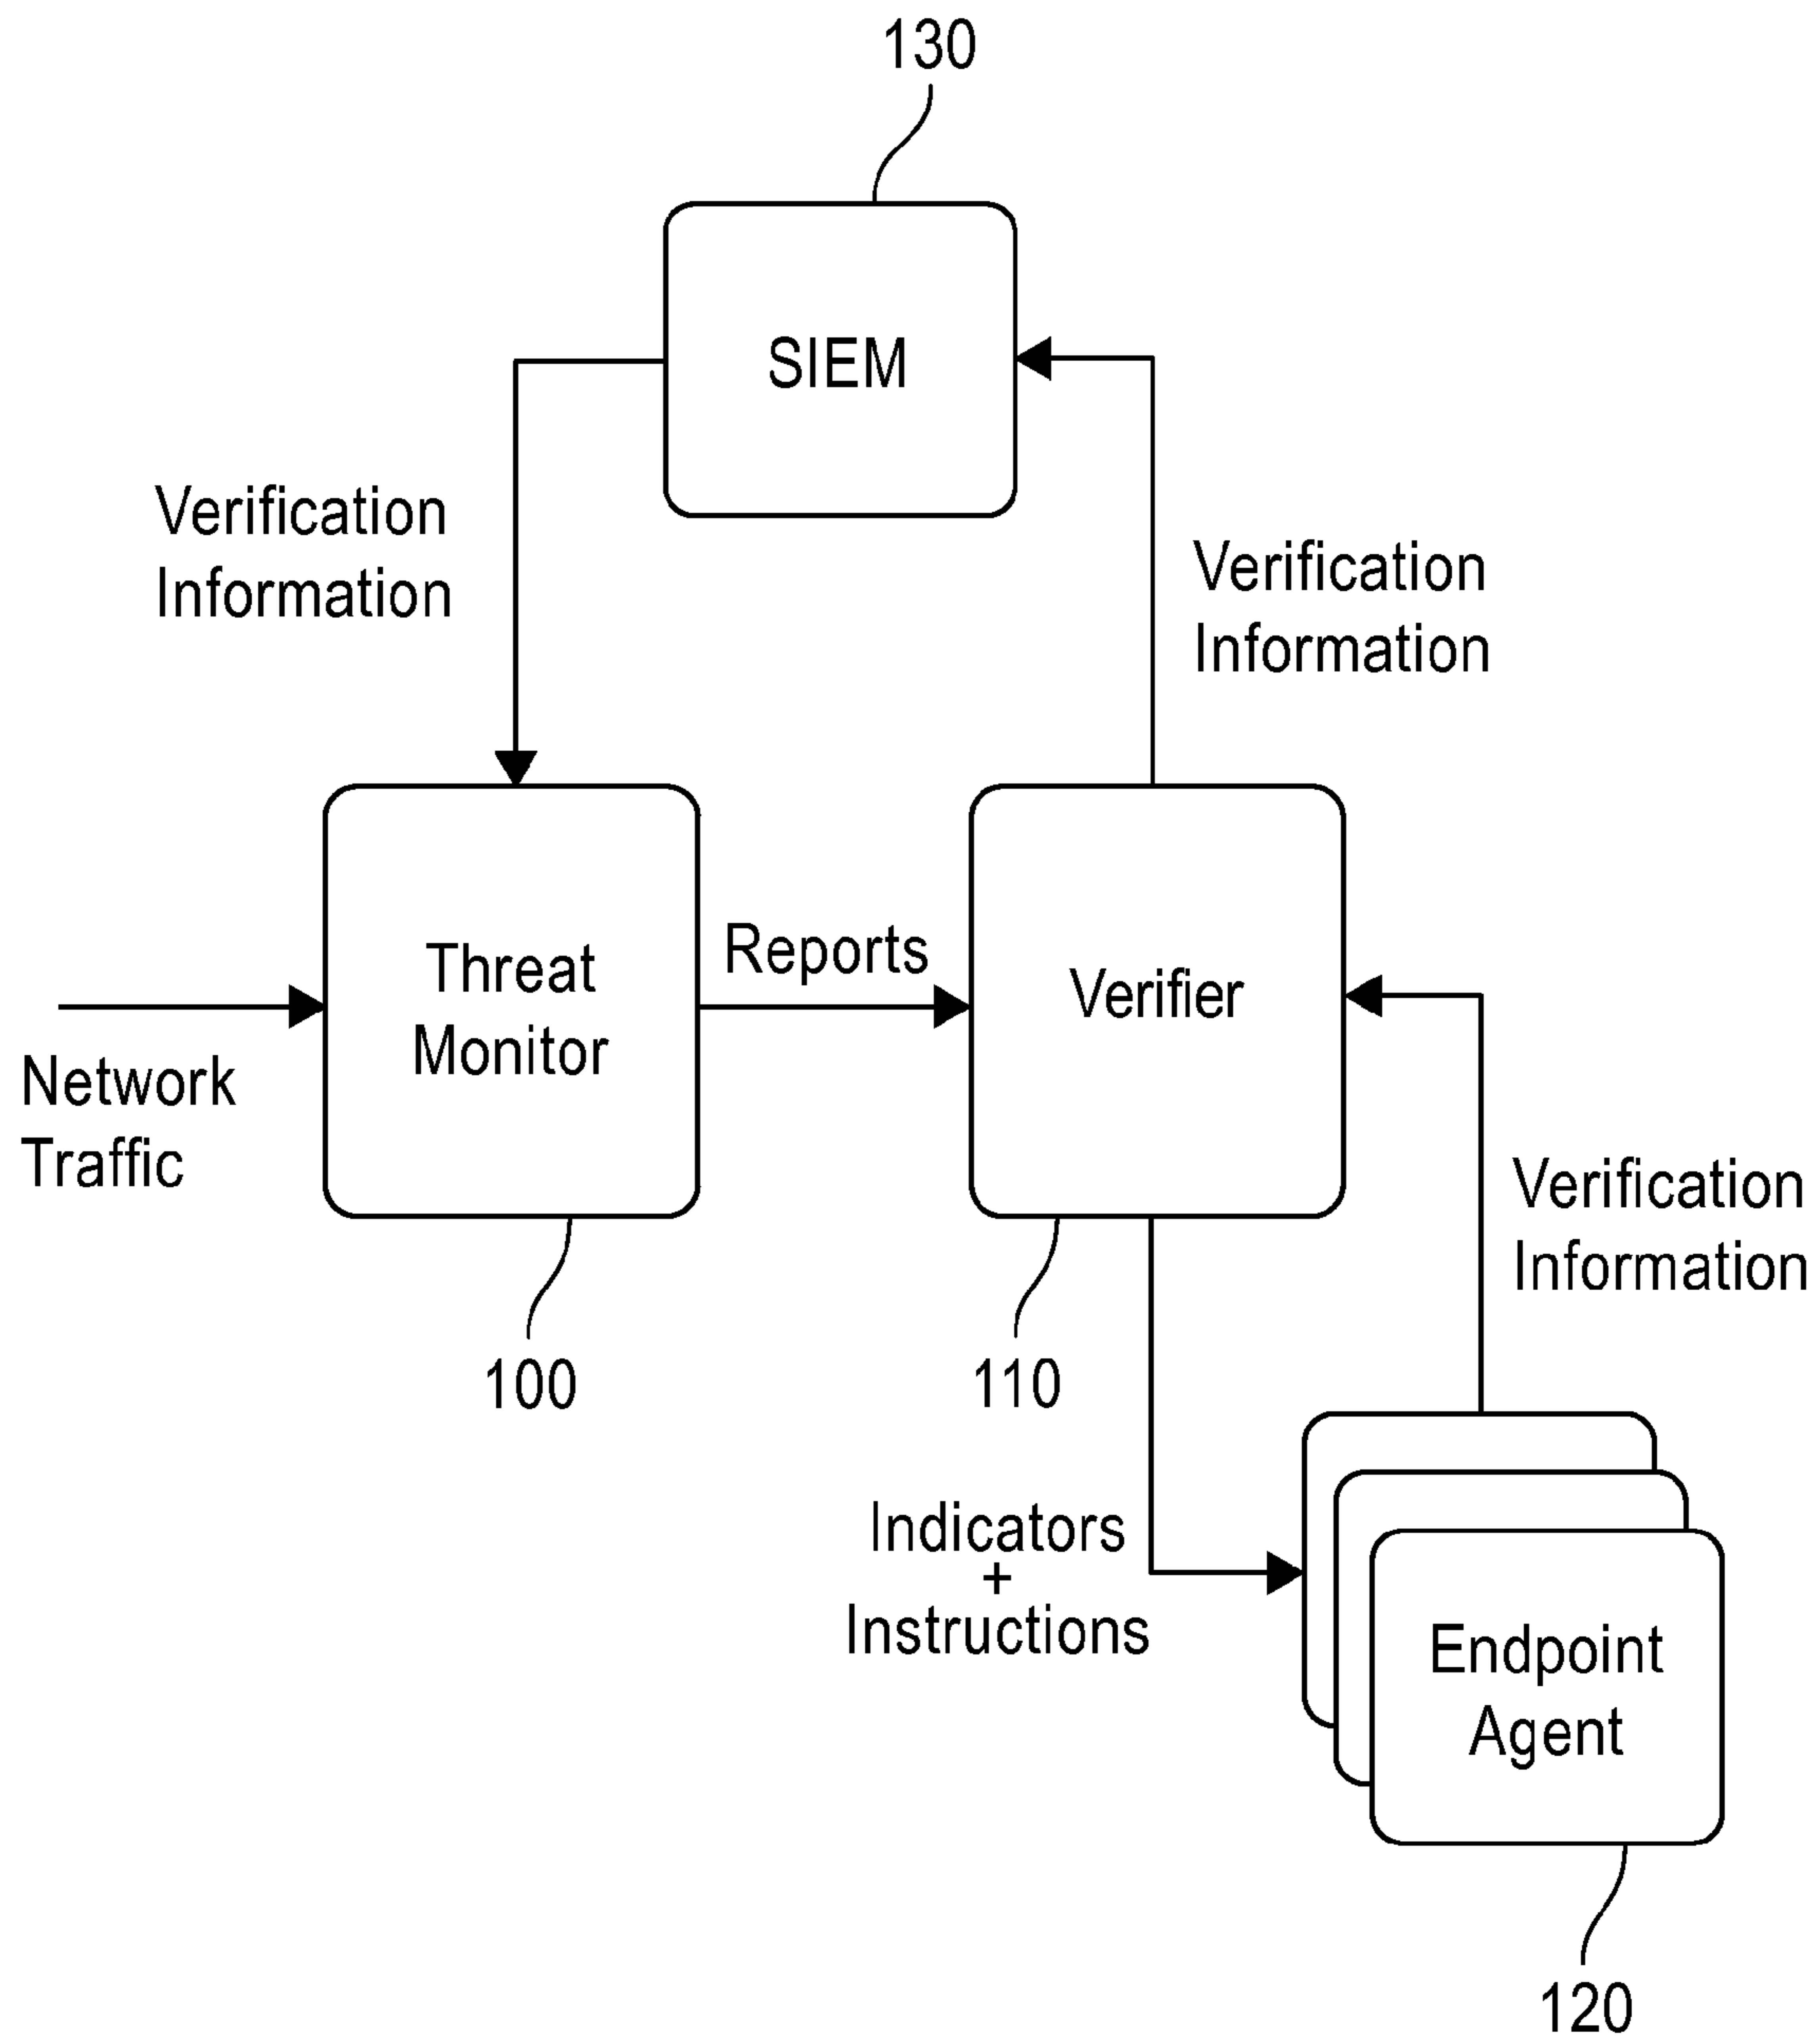 130
SIEM
Verification
Information
Verification
Information
Threat
Monitor
Reports
Verifier
Network
Traffic
Verification
Information
100
110
Indicators
+
Instructions
Endpoint
Agent
120